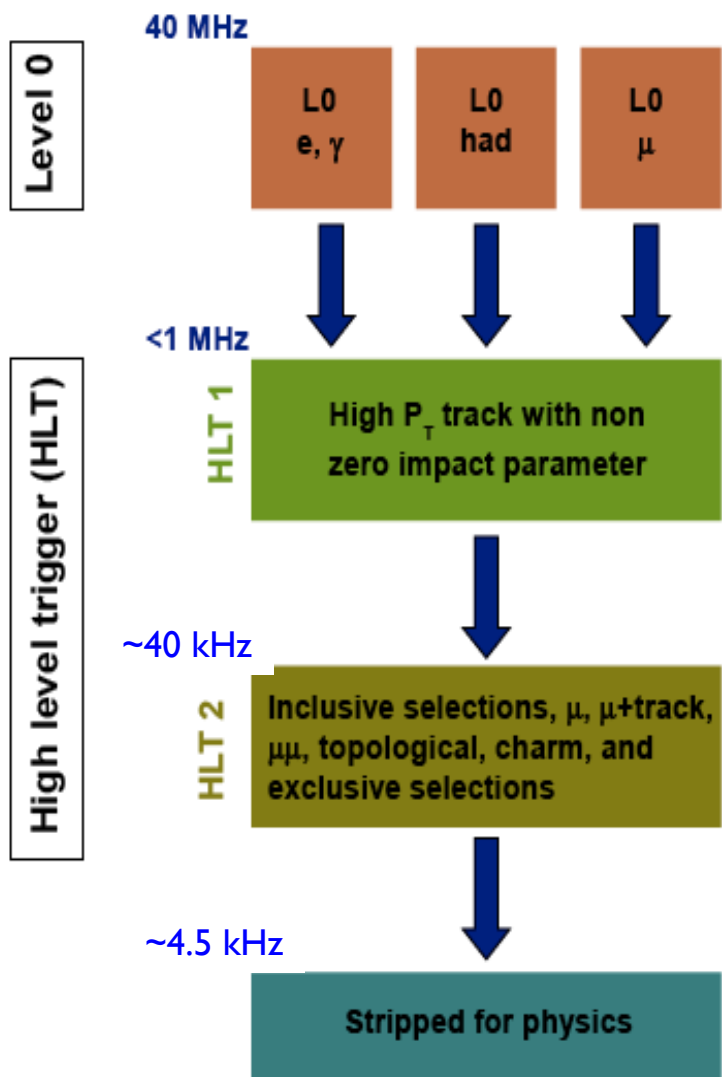 40 MHz
Level 0
L0
e, γ
L0
had
L0
μ
<1 MHz
High level trigger (HLT)
HLT 1
High P_T track with non
zero impact parameter
~40 kHz
HLT 2
Inclusive selections, μ, μ+track,
μμ, topological, charm, and
exclusive selections
~4.5 kHz
Stripped for physics